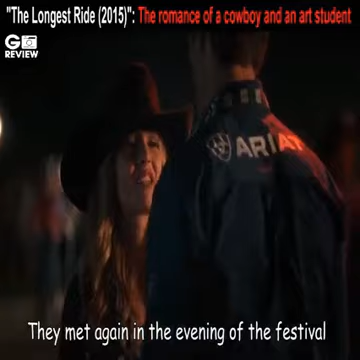 "The Longest Ride (2015)": The romance of a cowboy and an art student
G
REVIEW
ARIAT
They met again in the evening of the festival